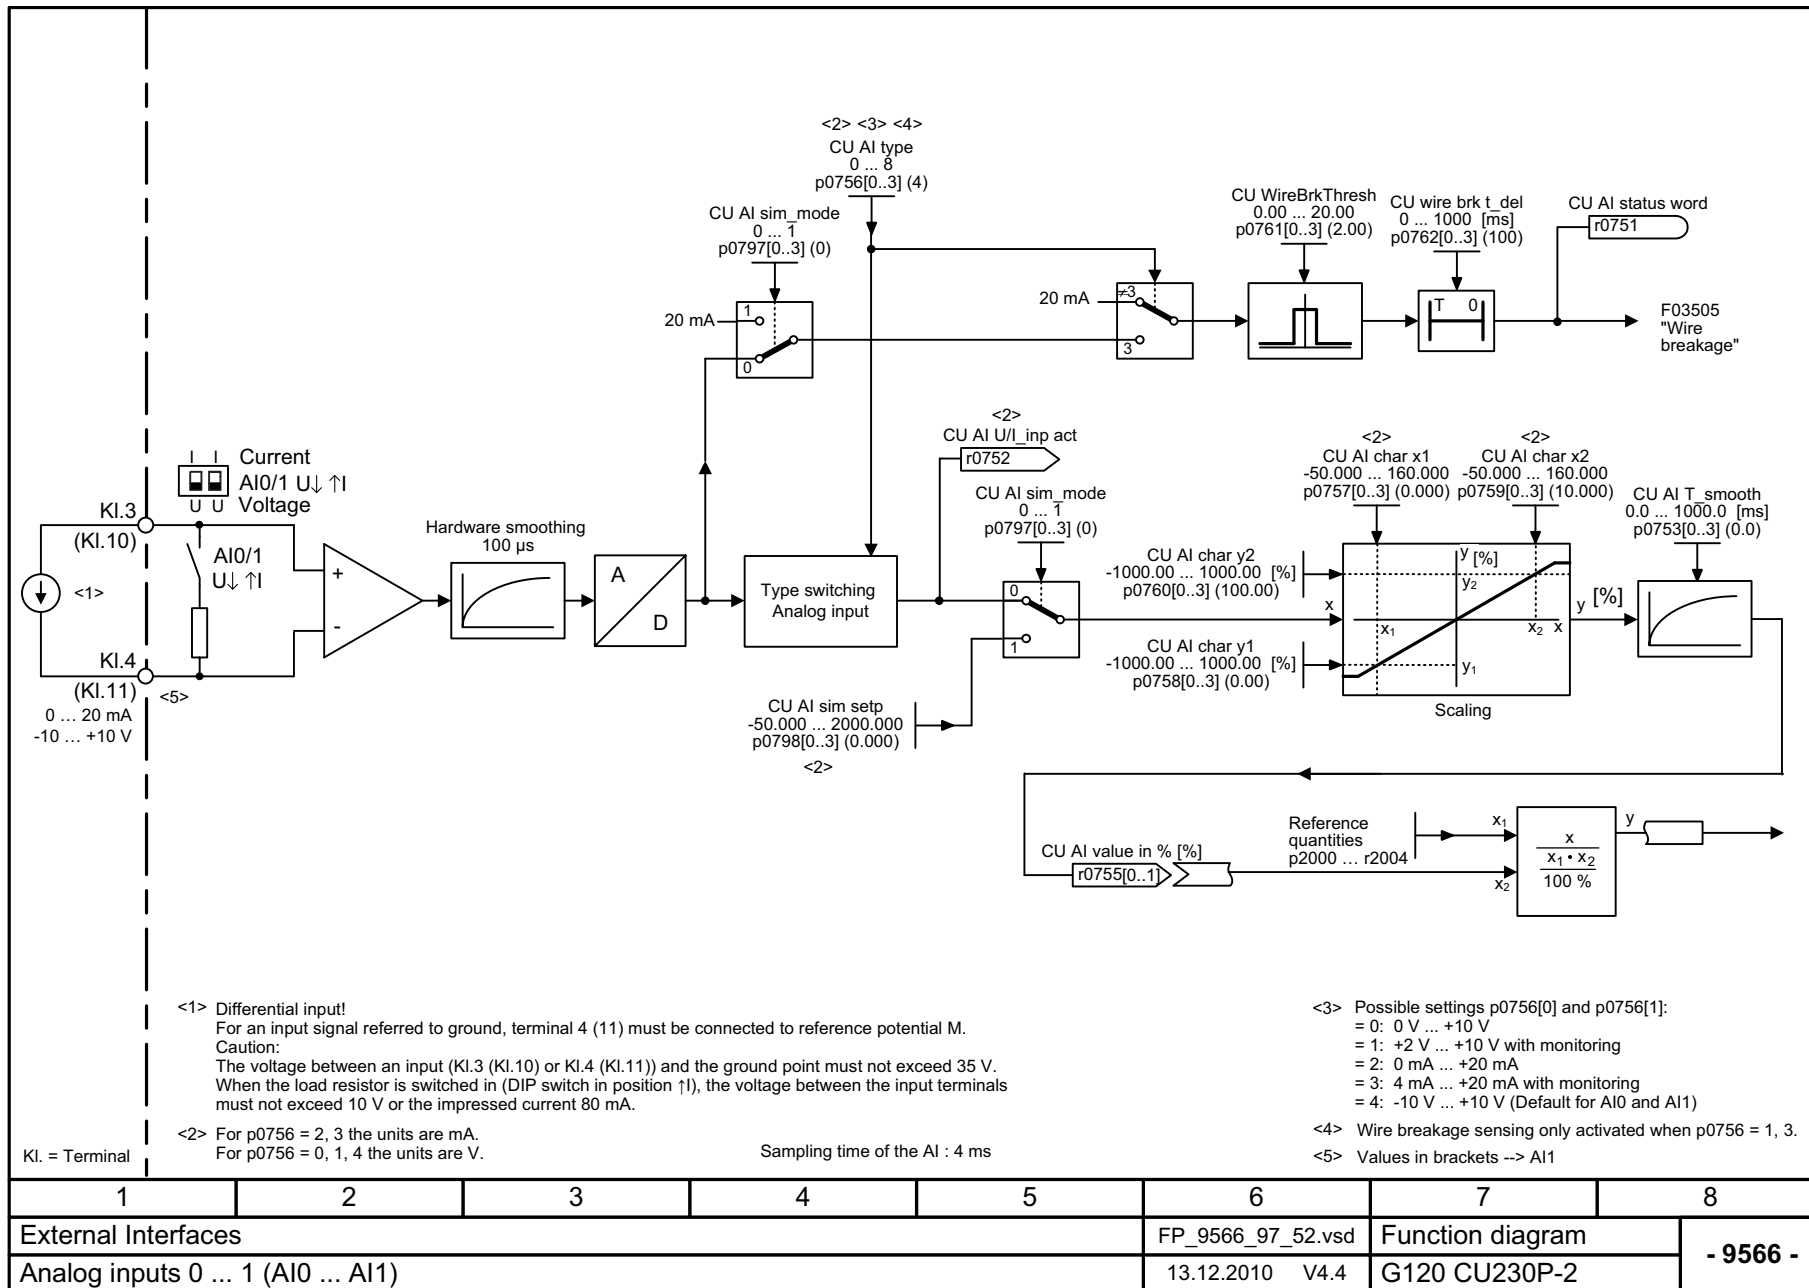 <2> <3> <4>
CU AI type
0 ... 8
p0756[0..3] (4)
CU AI sim_mode
0 ... 1
p0797[0..3] (0)
20 mA
1
0
CU WireBrkThresh
0.00 ... 20.00
p0761[0..3] (2.00)
CU wire brk t_del
0 ... 1000 [ms]
p0762[0..3] (100)
CU AI status word
r0751
20 mA
≠3
3
T 0
F03505
"Wire
breakage"
<2>
CU AI U/I_inp act
r0752
CU AI sim_mode
0 ... 1
p0797[0..3] (0)
0
1
<2>
CU AI char x1
-50.000 ... 160.000
p0757[0..3] (0.000)
<2>
CU AI char x2
-50.000 ... 160.000
p0759[0..3] (10.000)
CU AI T_smooth
0.0 ... 1000.0 [ms]
p0753[0..3] (0.0)
I I
Current
AI0/1 U↓ ↑I
U U
Voltage
Kl.3
(Kl.10)
AI0/1
U↓ ↑I
<1>
Kl.4
(Kl.11)
<5>
0 ... 20 mA
-10 ... +10 V
+
-
Hardware smoothing
100 µs
A
D
Type switching
Analog input
CU AI char y2
-1000.00 ... 1000.00 [%]
p0760[0..3] (100.00)
x
CU AI char y1
-1000.00 ... 1000.00 [%]
p0758[0..3] (0.00)
y [%]
y2
x1
x2
x
y1
Scaling
y [%]
CU AI sim setp
-50.000 ... 2000.000
p0798[0..3] (0.000)
<2>
CU AI value in % [%]
r0755[0..1]
Reference
quantities
p2000 ... r2004
x1
x2
x
x1 • x2
100 %
y
<1> Differential input!
For an input signal referred to ground, terminal 4 (11) must be connected to reference potential M.
Caution:
The voltage between an input (Kl.3 (Kl.10) or Kl.4 (Kl.11)) and the ground point must not exceed 35 V.
When the load resistor is switched in (DIP switch in position ↑I), the voltage between the input terminals
must not exceed 10 V or the impressed current 80 mA.
<2> For p0756 = 2, 3 the units are mA.
For p0756 = 0, 1, 4 the units are V.
Sampling time of the AI : 4 ms
<3> Possible settings p0756[0] and p0756[1]:
= 0: 0 V ... +10 V
= 1: +2 V ... +10 V with monitoring
= 2: 0 mA ... +20 mA
= 3: 4 mA ... +20 mA with monitoring
= 4: -10 V ... +10 V (Default for AI0 and AI1)
<4> Wire breakage sensing only activated when p0756 = 1, 3.
<5> Values in brackets --> AI1
Kl. = Terminal
1 2 3 4 5 6 7 8
External Interfaces
FP_9566_97_52.vsd
Function diagram
- 9566 -
Analog inputs 0 ... 1 (AI0 ... AI1)
13.12.2010 V4.4
G120 CU230P-2